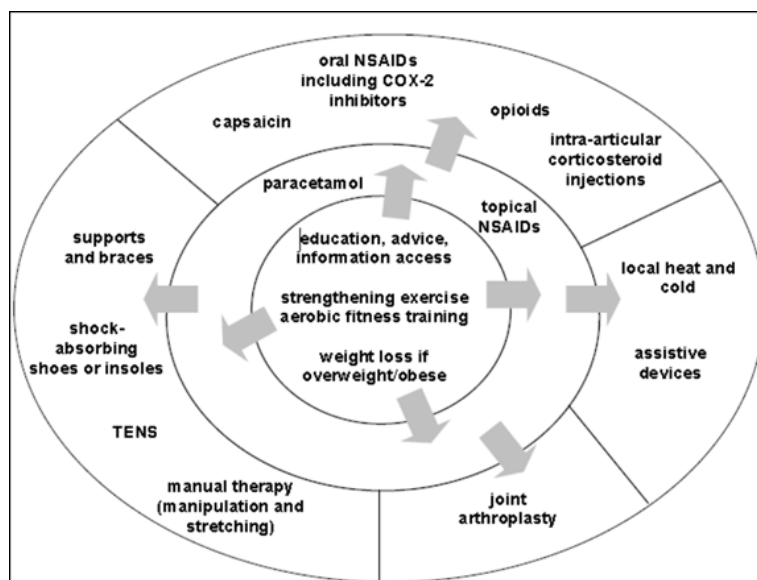 oral NSAIDs
including COX-2
inhibitors
capsaicin
opioids
intra-articular
corticosteroid
injections
paracetamol
topical
NSAIDs
education, advice,
information access
supports
and braces
local heat and
cold
strengthening exercise
aerobic fitness training
shock-
absorbing
shoes or insoles
weight loss if
overweight/obese
assistive
devices
TENS
manual therapy
(manipulation and
stretching)
joint
arthroplasty